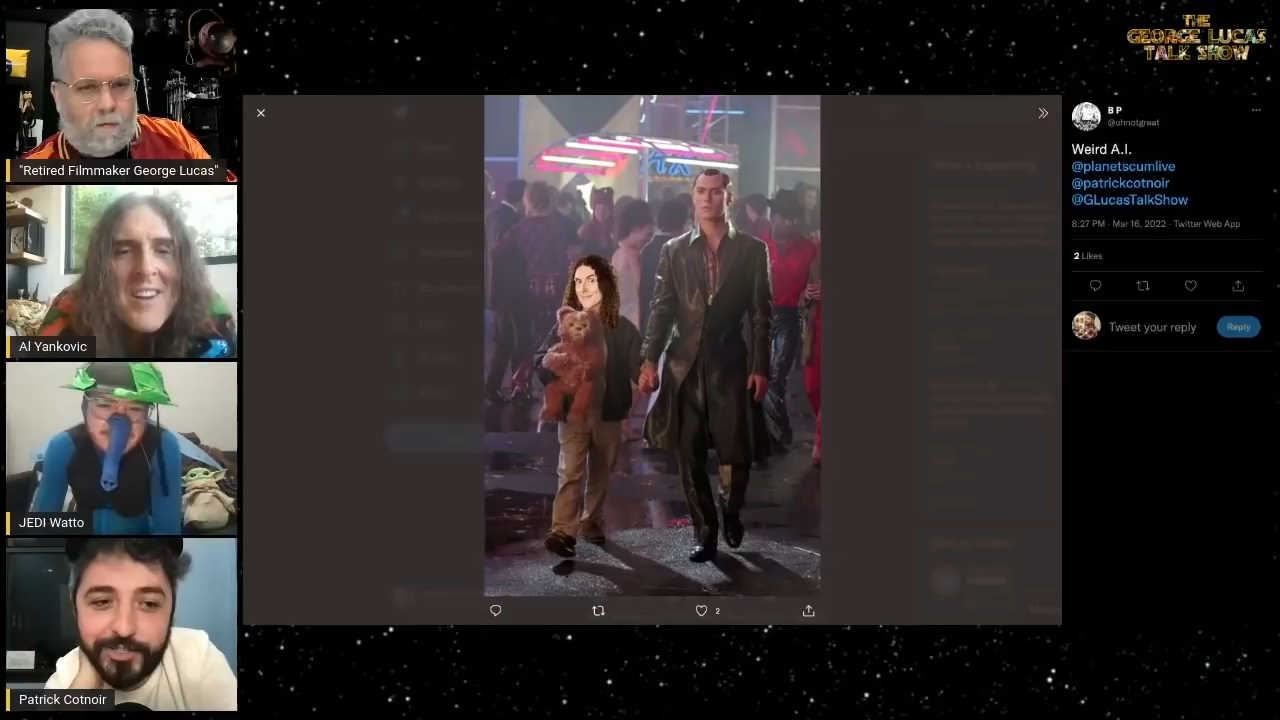 THE
GEORGE LUCAS
TALK SHOW
"Retired Filmmaker George Lucas"
Al Yankovic
JEDI Watto
Patrick Cotnoir
2
B P
@ohnotgreat
Weird A.I.
@planetscumlive
@patrickcotnoir
@GLucasTalkShow
8:27 PM · Mar 16, 2022 · Twitter Web App
2 Likes
Tweet your reply
Reply